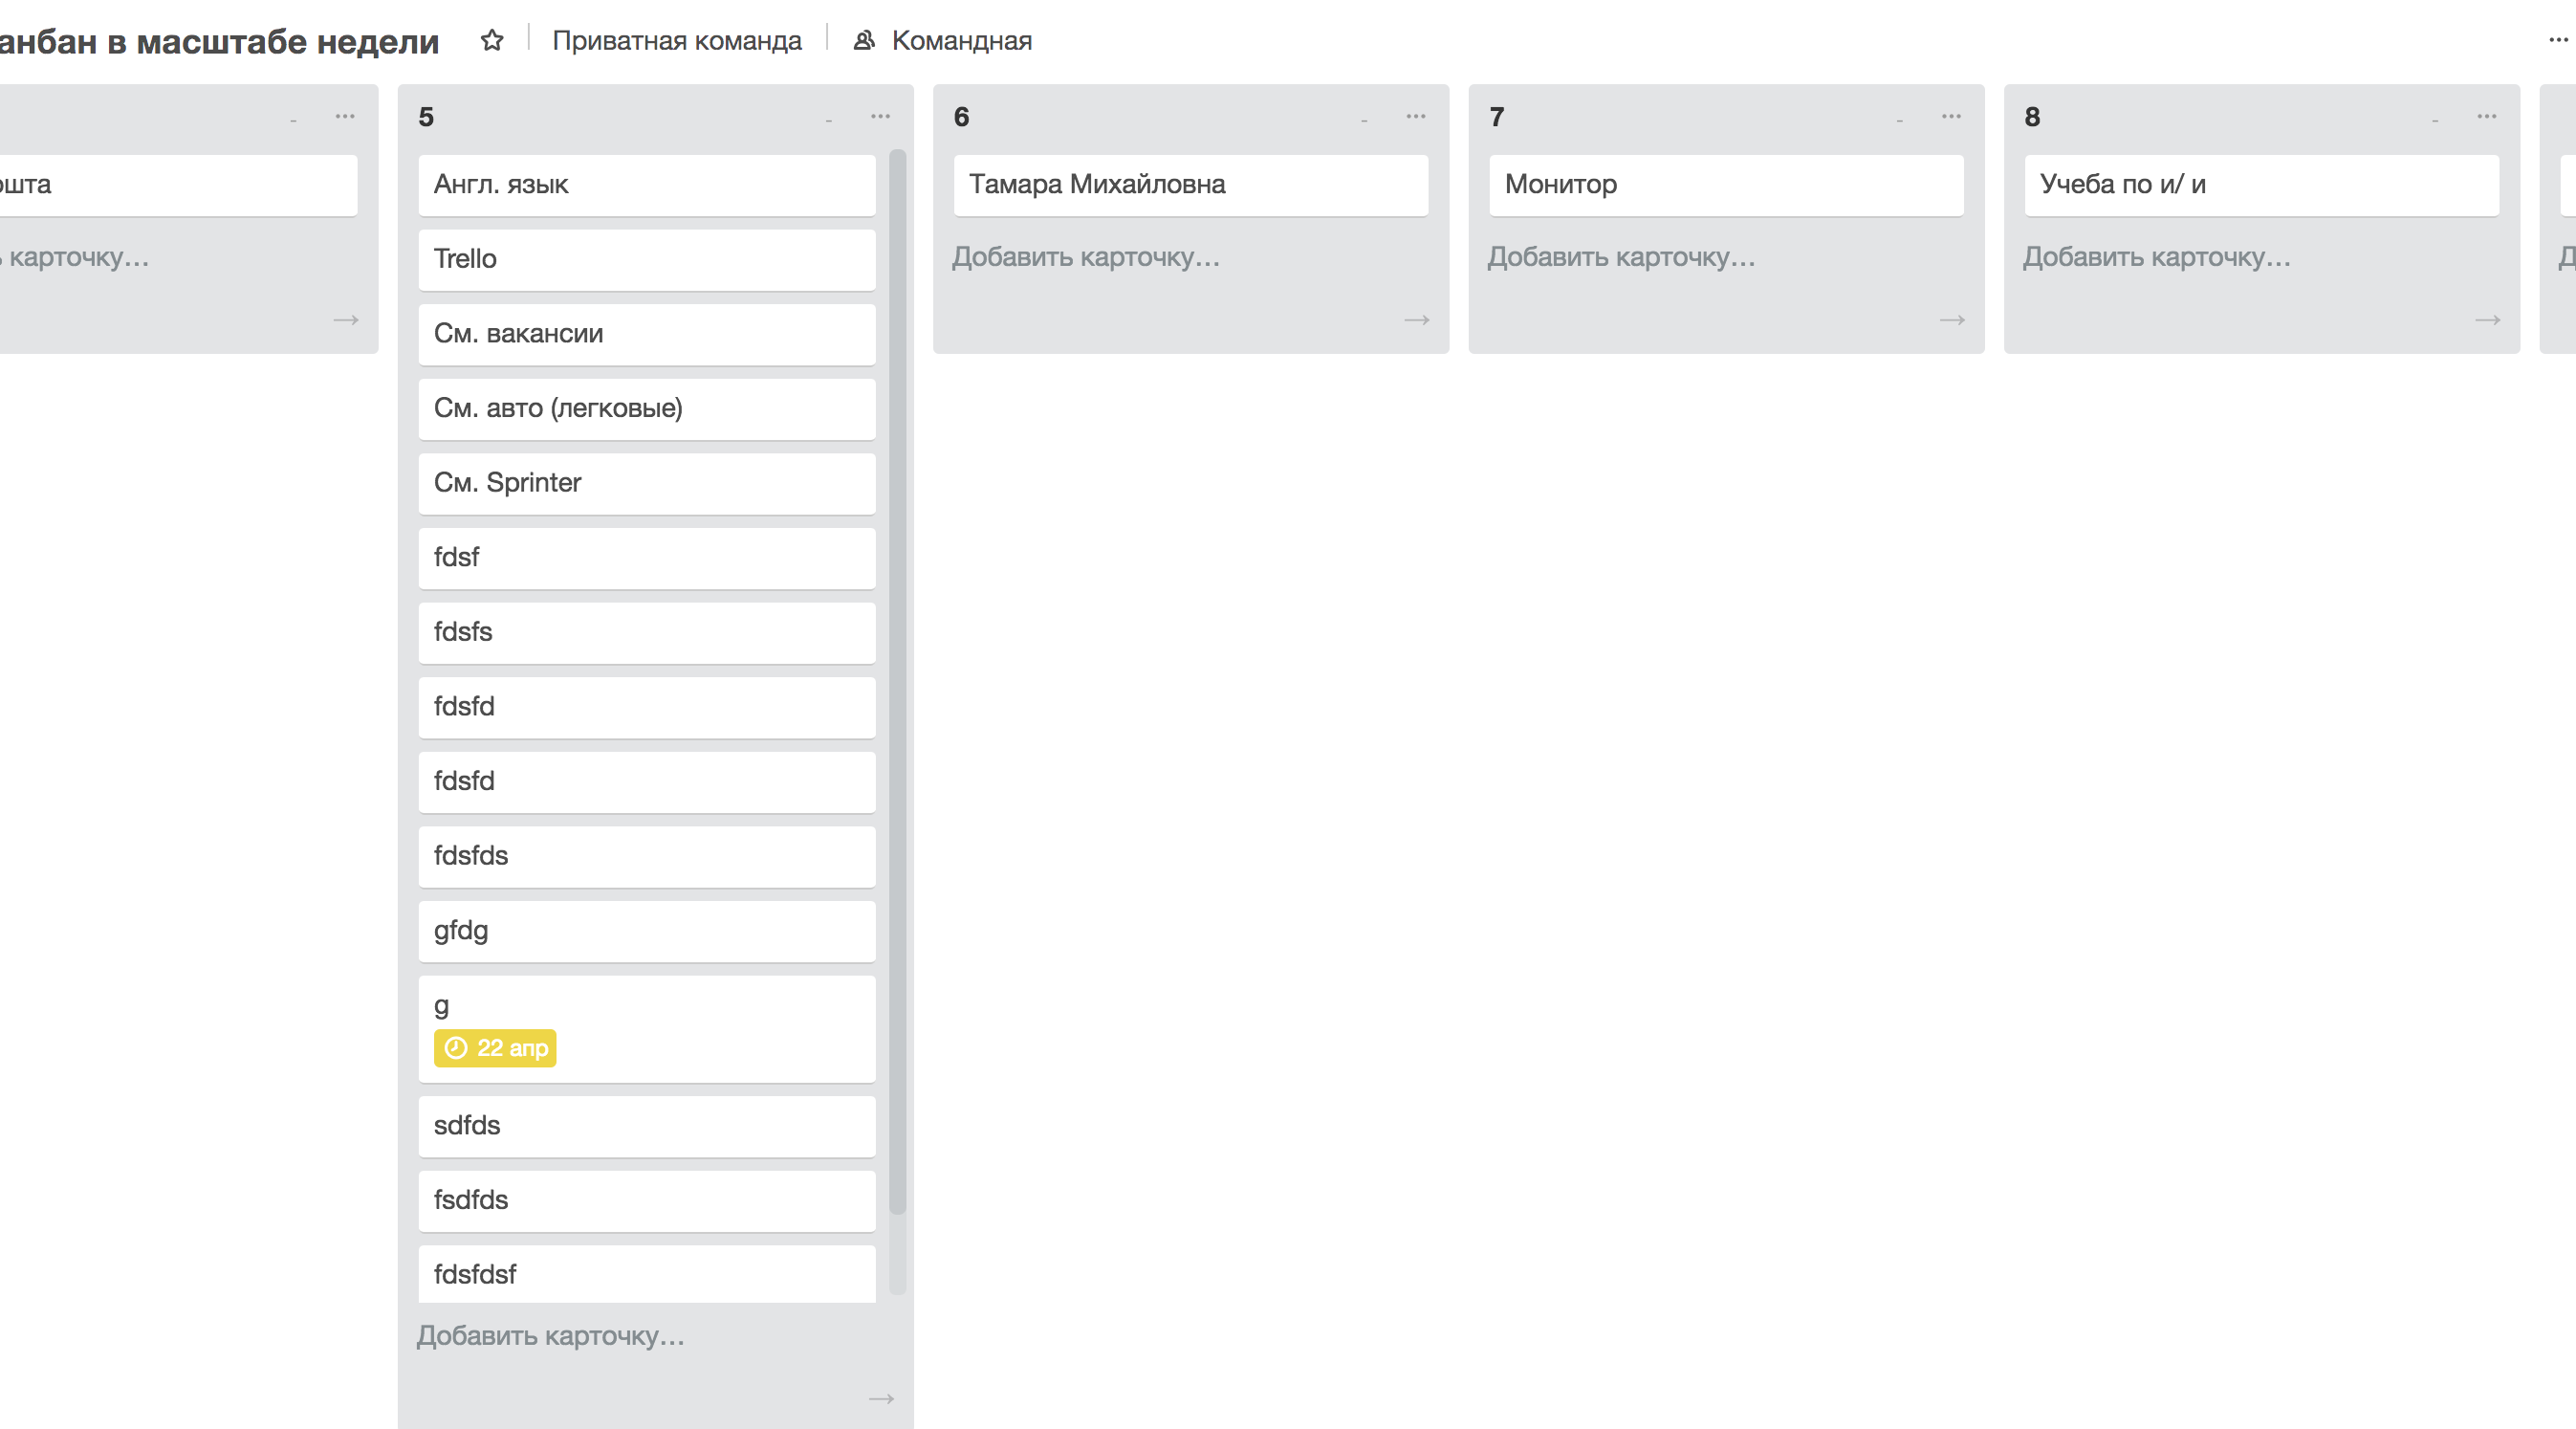 анбан в масштабе недели
Приватная команда
Командная
...
- ...
ошта
ь карточку...
→
5 - ...
Англ. язык
Trello
См. вакансии
См. авто (легковые)
См. Sprinter
fdsf
fdsfs
fdsfd
fdsfd
fdsfds
gfdg
g
22 апр
sdfds
fsdfds
fdsfdsf
Добавить карточку...
→
6 - ...
Тамара Михайловна
Добавить карточку...
→
7 - ...
Монитор
Добавить карточку...
→
8 - ...
Учеба по и/ и
Добавить карточку...
→
Д